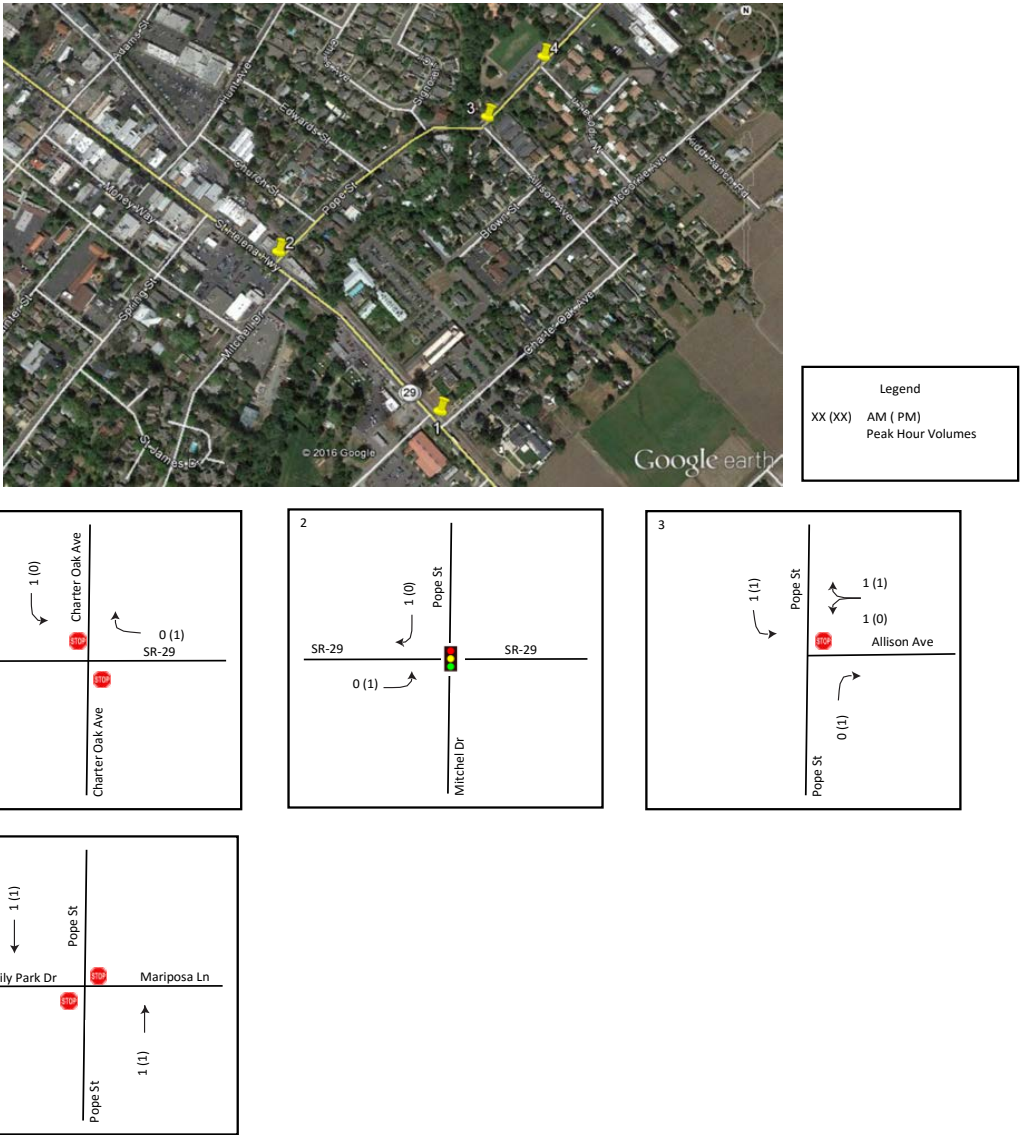 Adams St
Hunt Ave
Edwards St
Church St
Pope St
Money Way
St Helena Hwy
Spring St
Mitchell Dr
St James Dr
Brown St
Allison Ave
McCorkle Ave
Kidd Ranch Rd
Charter Oak Ave
N
4
3
2
29
1
© 2016 Google
Google earth
Legend
XX (XX) AM ( PM)
Peak Hour Volumes
Charter Oak Ave
1 (0)
0 (1)
STOP
SR-29
STOP
Charter Oak Ave
2
1 (0)
Pope St
SR-29
SR-29
0 (1)
Mitchel Dr
3
1 (1)
Pope St
1 (1)
1 (0)
STOP
Allison Ave
0 (1)
Pope St
1 (1)
Pope St
ily Park Dr
STOP
Mariposa Ln
STOP
1 (1)
Pope St